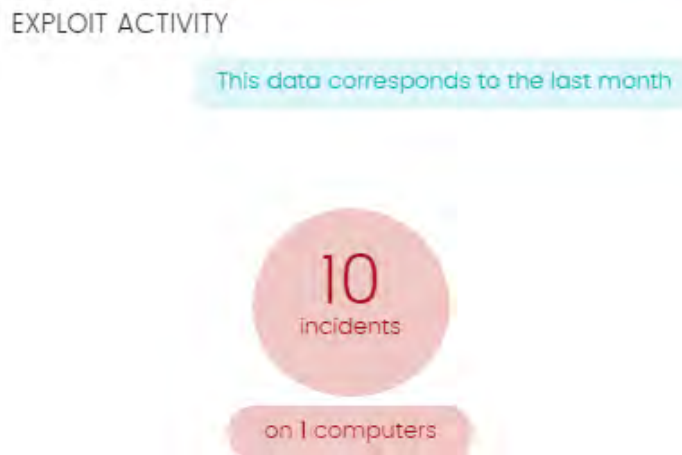 EXPLOIT ACTIVITY
This data corresponds to the last month
10
incidents
on 1 computers